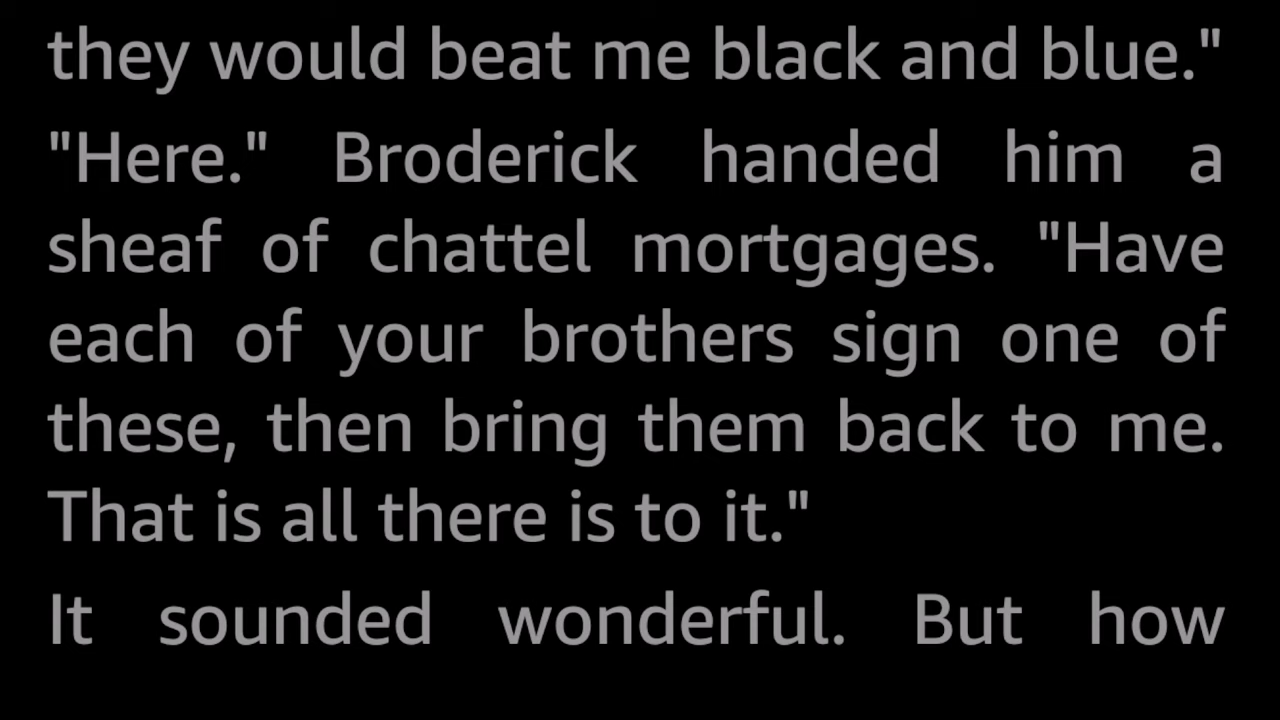 they would beat me black and blue."
"Here." Broderick handed him a
sheaf of chattel mortgages. "Have
each of your brothers sign one of
these, then bring them back to me.
That is all there is to it."
It sounded wonderful. But how